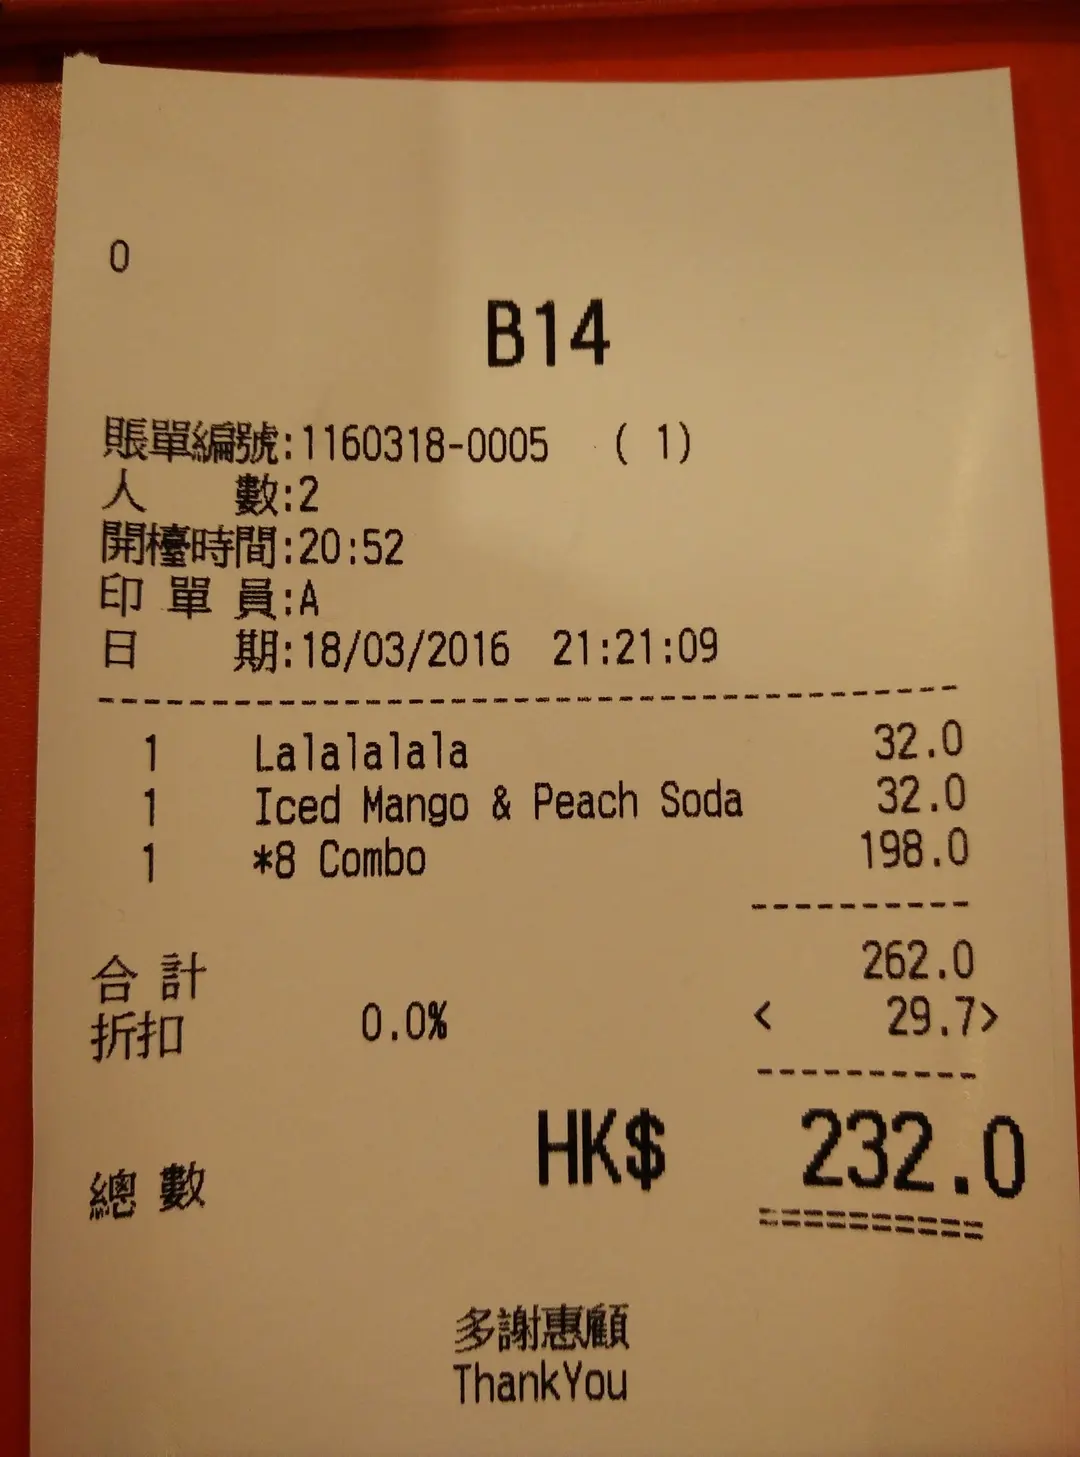 0
B14
賬單編號:1160318-0005 ( 1)
人 數:2
開檯時間:20:52
印 單 員:A
日 期:18/03/2016 21:21:09
1 Lalalalala 32.0
1 Iced Mango & Peach Soda 32.0
1 *8 Combo 198.0
合 計 262.0
折扣 0.0% < 29.7>
總 數 HK$ 232.0
多謝惠顧
ThankYou